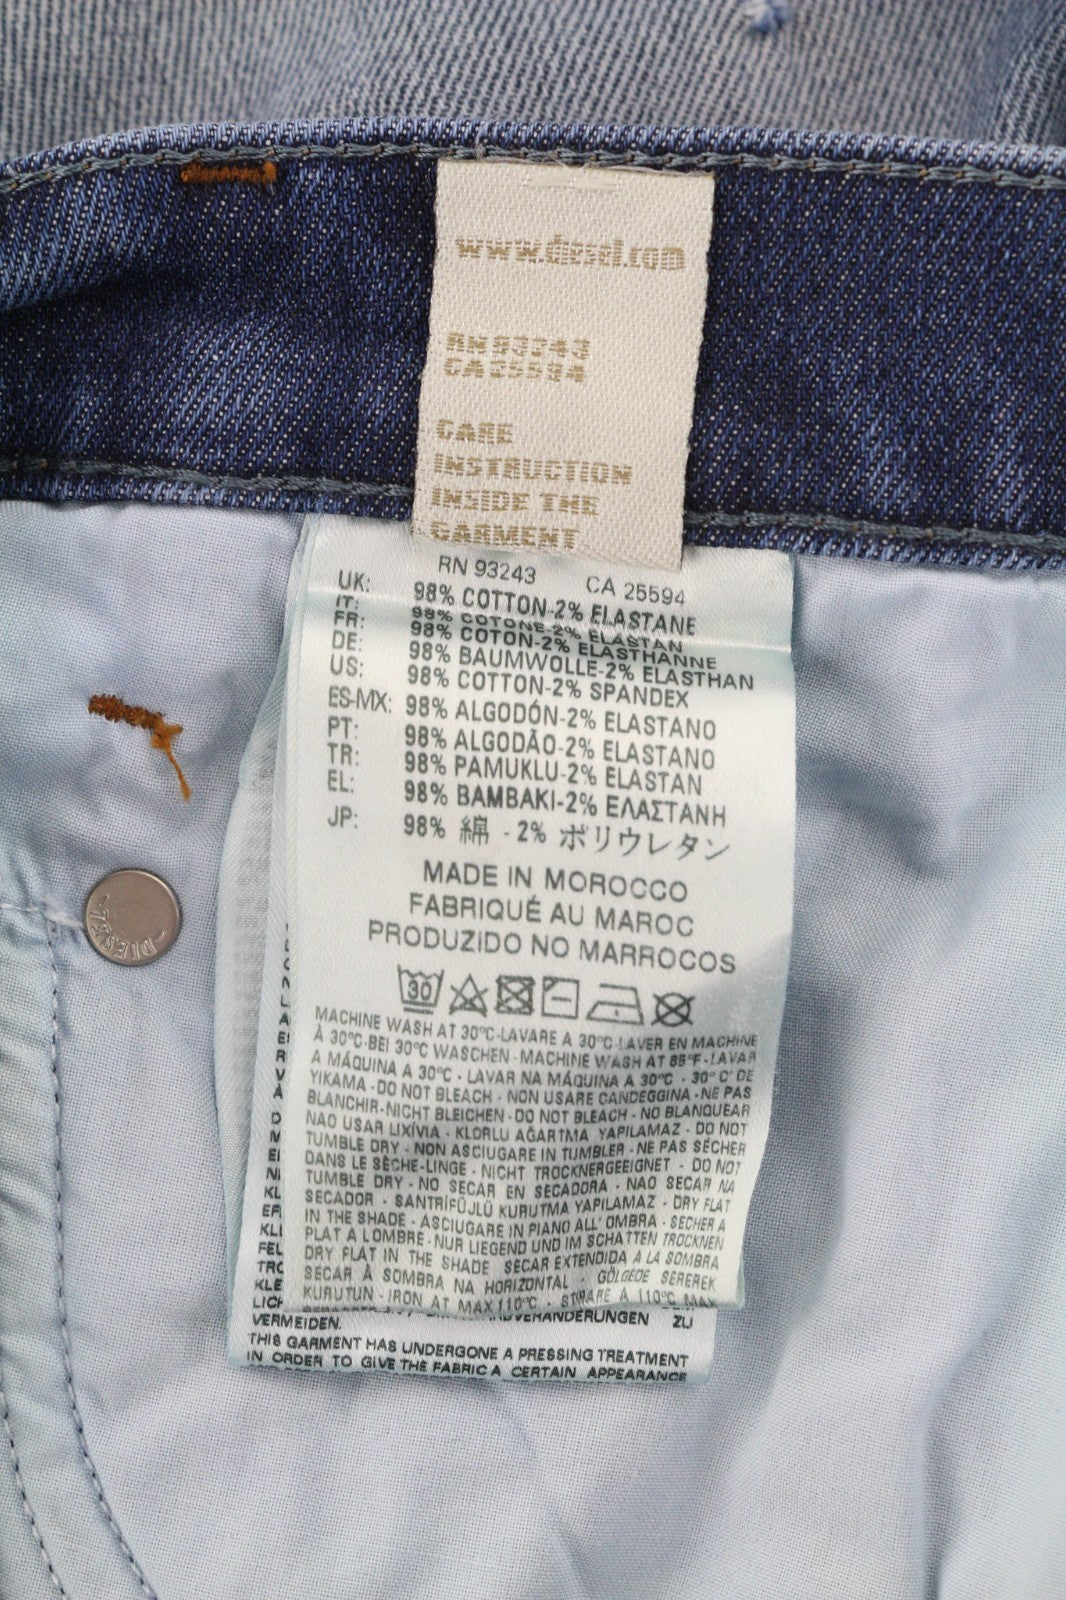 www.diesel.com
RN 93243
CA 25594
CARE
INSTRUCTION
INSIDE THE
GARMENT
RN 93243 CA 25594
UK: 98% COTTON-2% ELASTANE
IT: 98% COTONE-2% ELASTAN
FR: 98% COTON-2% ELASTHANNE
DE: 98% BAUMWOLLE-2% ELASTHAN
US: 98% COTTON-2% SPANDEX
ES-MX: 98% ALGODÓN-2% ELASTANO
PT: 98% ALGODÃO-2% ELASTANO
TR: 98% PAMUKLU-2% ELASTAN
EL: 98% BAMBAKI-2% ΕΛΑΣΤΑΝΗ
JP: 98% 綿 - 2% ポリウレタン
MADE IN MOROCCO
FABRIQUÉ AU MAROC
PRODUZIDO NO MARROCOS
30
MACHINE WASH AT 30°C-LAVARE A 30°C-LAVER EN MACHINE
À 30°C-BEI 30°C WASCHEN - MACHINE WASH AT 86°F-LAVAR
A MÁQUINA A 30°C - LAVAR NA MÁQUINA A 30°C - 30°C' DE
YIKAMA - DO NOT BLEACH - NON USARE CANDEGGINA - NE PAS
BLANCHIR-NICHT BLEICHEN - DO NOT BLEACH - NO BLANQUEAR
NAO USAR LIXÍVIA - KLORLU AĞARTMA YAPILAMAZ - DO NOT
TUMBLE DRY - NON ASCIUGARE IN TUMBLER - NE PAS SÉCHER
DANS LE SÈCHE-LINGE - NICHT TROCKNERGEEIGNET - DO NOT
TUMBLE DRY - NO SECAR EN SECADORA - NAO SECAR NA
SECADOR - SANTRİFÜJLÜ KURUTMA YAPILAMAZ - DRY FLAT
IN THE SHADE - ASCIUGARE IN PIANO ALL' OMBRA - SECHER A
PLAT A LOMBRE - NUR LIEGEND UND IM SCHATTEN TROCKNEN
DRY FLAT IN THE SHADE SECAR EXTENDIDA A LA SOMBRA
SECAR À SOMBRA NA HORIZONTAL - GÖLGEDE SEREREK
KURUTUN - IRON AT MAX 110°C - STIRARE A 110°C MAX
ZU
VERMEIDEN.
THIS GARMENT HAS UNDERGONE A PRESSING TREATMENT
IN ORDER TO GIVE THE FABRIC A CERTAIN APPEARANCE
DIESEL